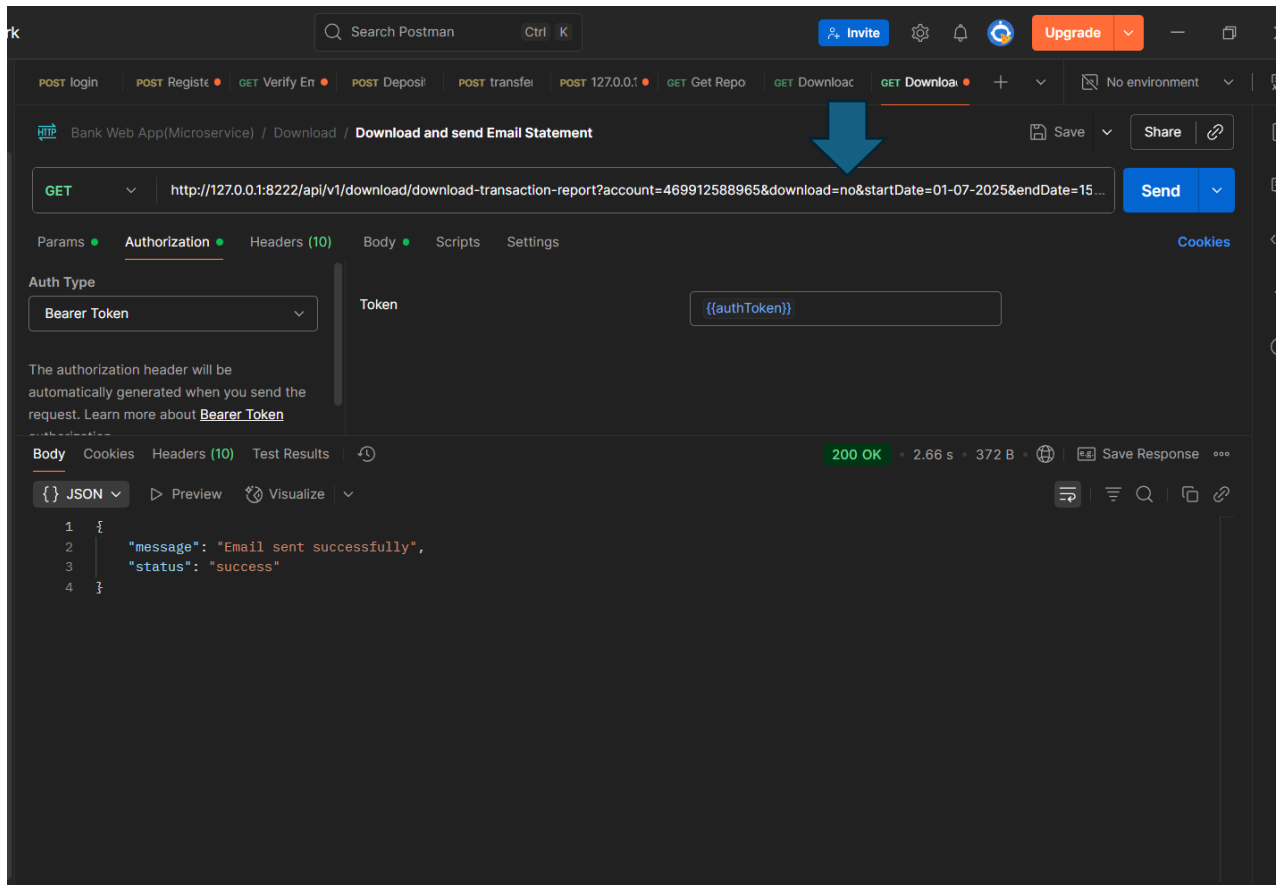 rk
Search Postman Ctrl K Invite Upgrade
POST login POST Registe GET Verify En POST Deposit POST transfer POST 127.0.0.1 GET Get Repo GET Downloac GET Downloa No environment
HTTP Bank Web App(Microservice) / Download / Download and send Email Statement Save Share
GET http://127.0.0.1:8222/api/v1/download/download-transaction-report?account=469912588965&download=no&startDate=01-07-2025&endDate=15... Send
Params Authorization Headers (10) Body Scripts Settings Cookies
Auth Type
Bearer Token
Token {{authToken}}
The authorization header will be
automatically generated when you send the
request. Learn more about Bearer Token
Body Cookies Headers (10) Test Results 200 OK 2.66 s 372 B e.g. Save Response
{} JSON Preview Visualize
1 {
2 "message": "Email sent successfully",
3 "status": "success"
4 }